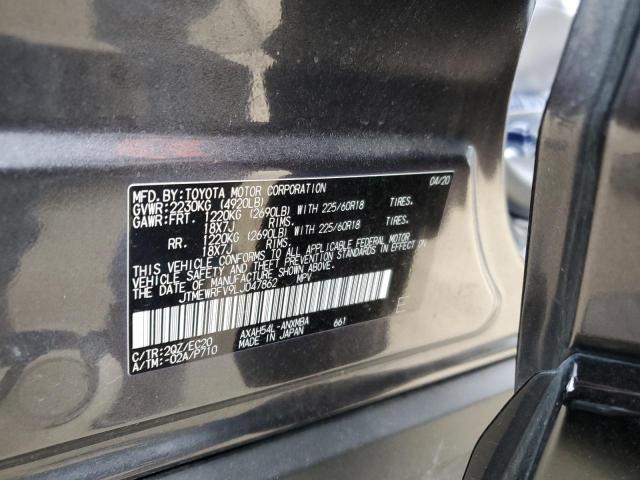 MFD. BY: TOYOTA MOTOR CORPORATION 04/20
GVWR: 2230KG (4920LB)
GAWR: FRT. 1220KG (2690LB) WITH 225/60R18 TIRES.
18X7J RIMS.
RR. 1220KG (2690LB) WITH 225/60R18 TIRES.
18X7J RIMS.
THIS VEHICLE CONFORMS TO ALL APPLICABLE FEDERAL MOTOR
VEHICLE SAFETY AND THEFT PREVENTION STANDARDS IN EFFECT ON
THE DATE OF MANUFACTURE SHOWN ABOVE.
JTMEWRFV9LJ047862 MPV
E
C/TR: 2QZ/EC20 AXAH54L-ANXMBA 661
A/TM: -02A/P710 MADE IN JAPAN